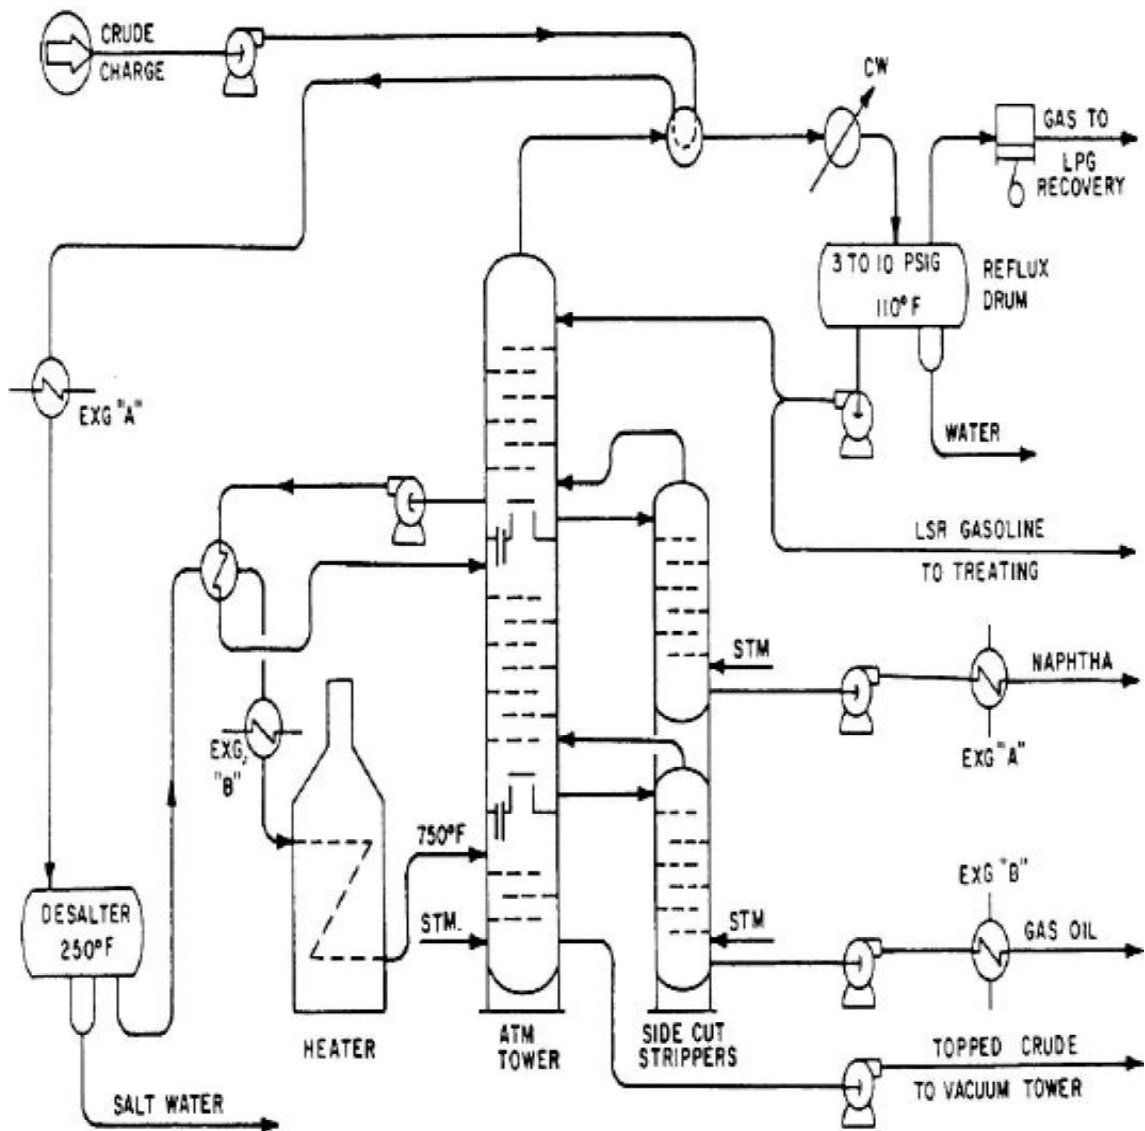 CRUDE
CHARGE
CW
GAS TO
LPG
RECOVERY
3 TO 10 PSIG
110°F
REFLUX
DRUM
EXG "A"
WATER
LSR GASOLINE
TO TREATING
STM
NAPHTHA
EXG "A"
EXG,
"B"
750°F
STM.
DESALTER
250°F
STM
EXG "B"
GAS OIL
HEATER
ATM
TOWER
SIDE CUT
STRIPPERS
TOPPED CRUDE
TO VACUUM TOWER
SALT WATER